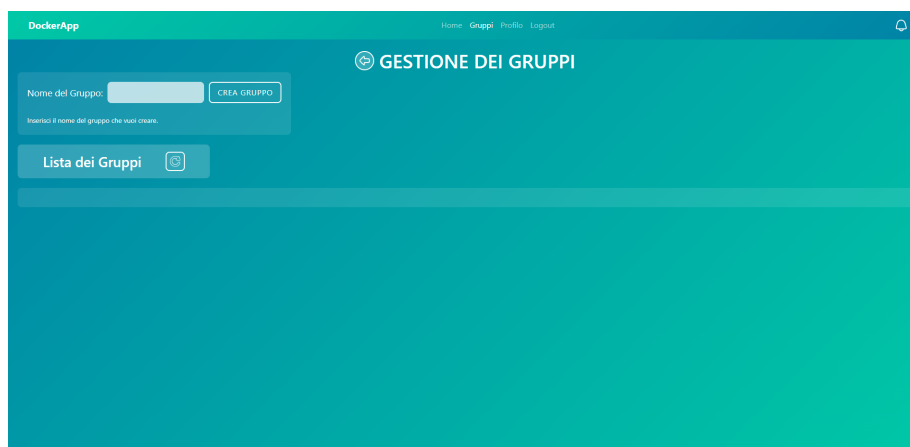 DockerApp Home Gruppi Profilo Logout
GESTIONE DEI GRUPPI
Nome del Gruppo: CREA GRUPPO
Inserisci il nome del gruppo che vuoi creare.
Lista dei Gruppi